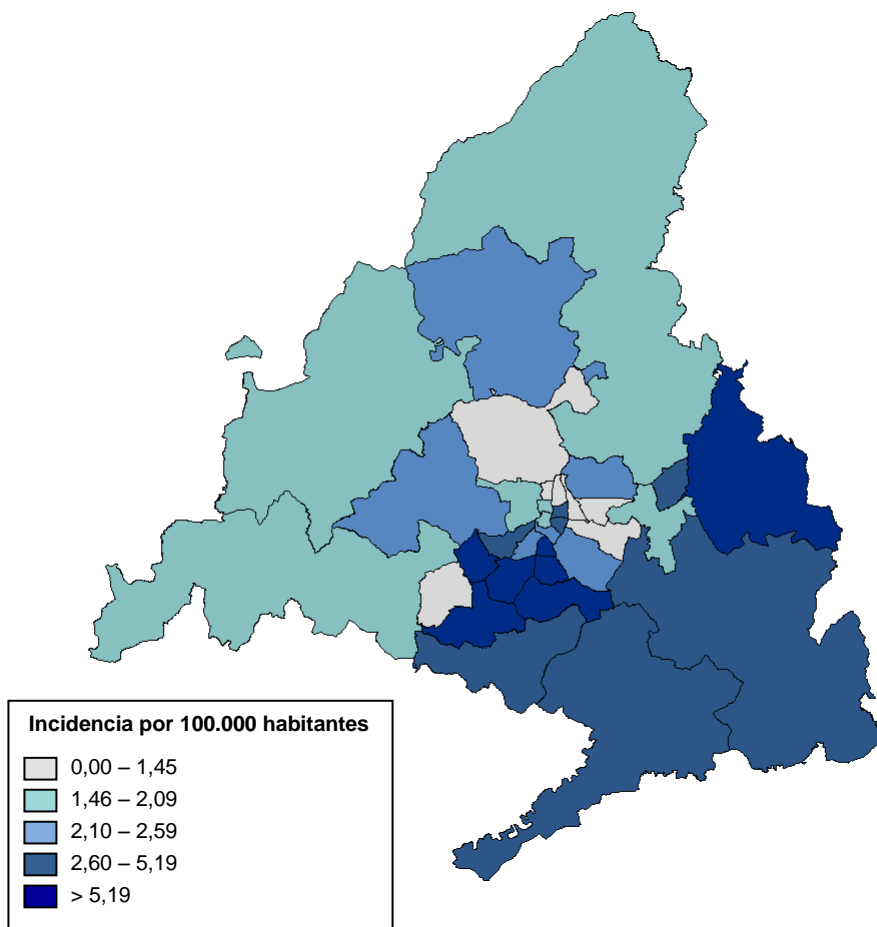 Incidencia por 100.000 habitantes
0,00 – 1,45
1,46 – 2,09
2,10 – 2,59
2,60 – 5,19
> 5,19